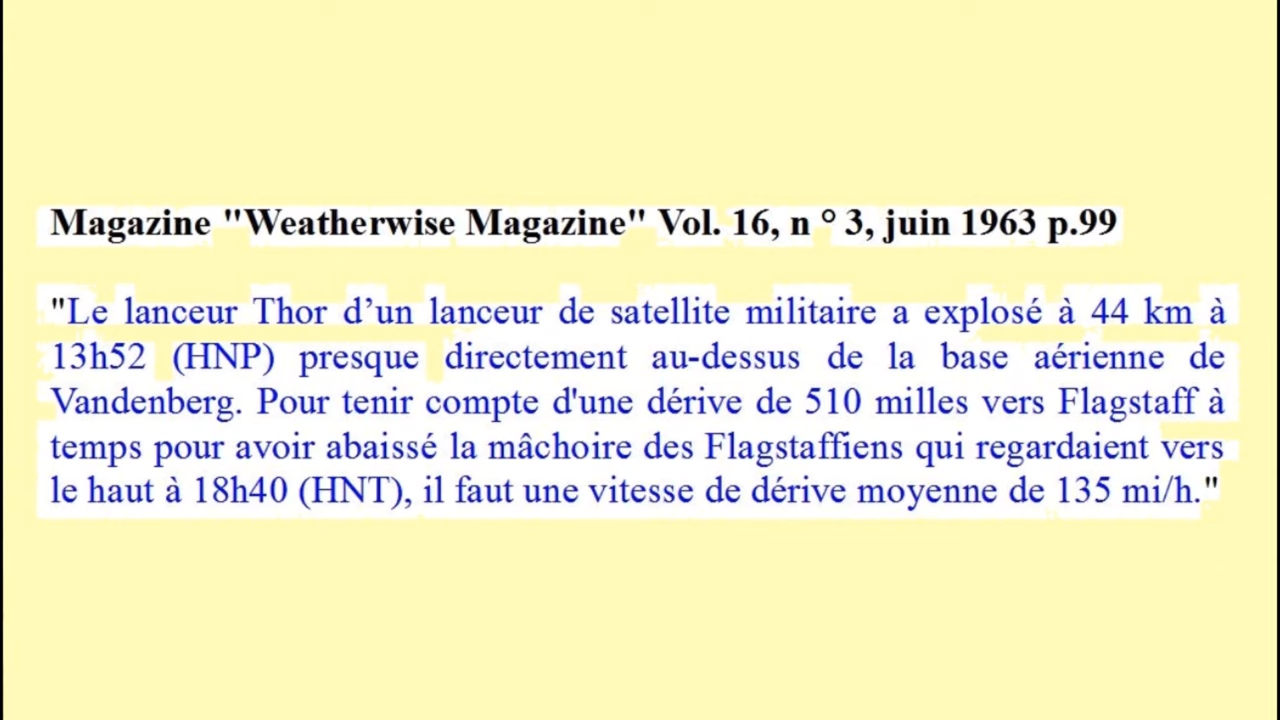 Magazine "Weatherwise Magazine" Vol. 16, n ° 3, juin 1963 p.99
"Le lanceur Thor d’un lanceur de satellite militaire a explosé à 44 km à
13h52 (HNP) presque directement au-dessus de la base aérienne de
Vandenberg. Pour tenir compte d'une dérive de 510 milles vers Flagstaff à
temps pour avoir abaissé la mâchoire des Flagstaffiens qui regardaient vers
le haut à 18h40 (HNT), il faut une vitesse de dérive moyenne de 135 mi/h."